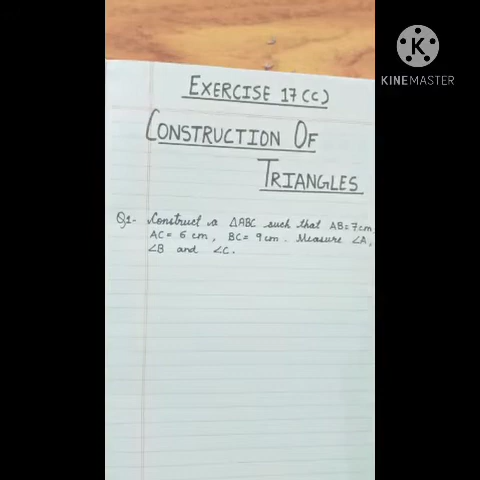 KINEMASTER
EXERCISE 17(C)
CONSTRUCTION OF
TRIANGLES
Q1- Construct a ΔABC such that AB=7cm
AC= 6 cm, BC= 9 cm. Measure ∠A,
∠B and ∠C.